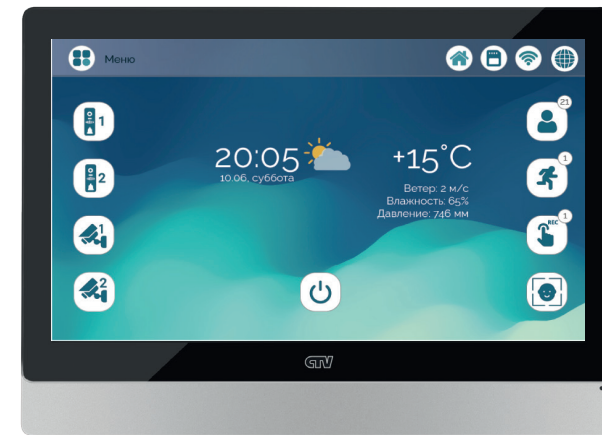 Меню
1
21
20:05
10.06, суббота
+15°C
Ветер: 2 м/с
Влажность: 65%
Давление: 746 мм
2
1
1
REC
1
2
CTV